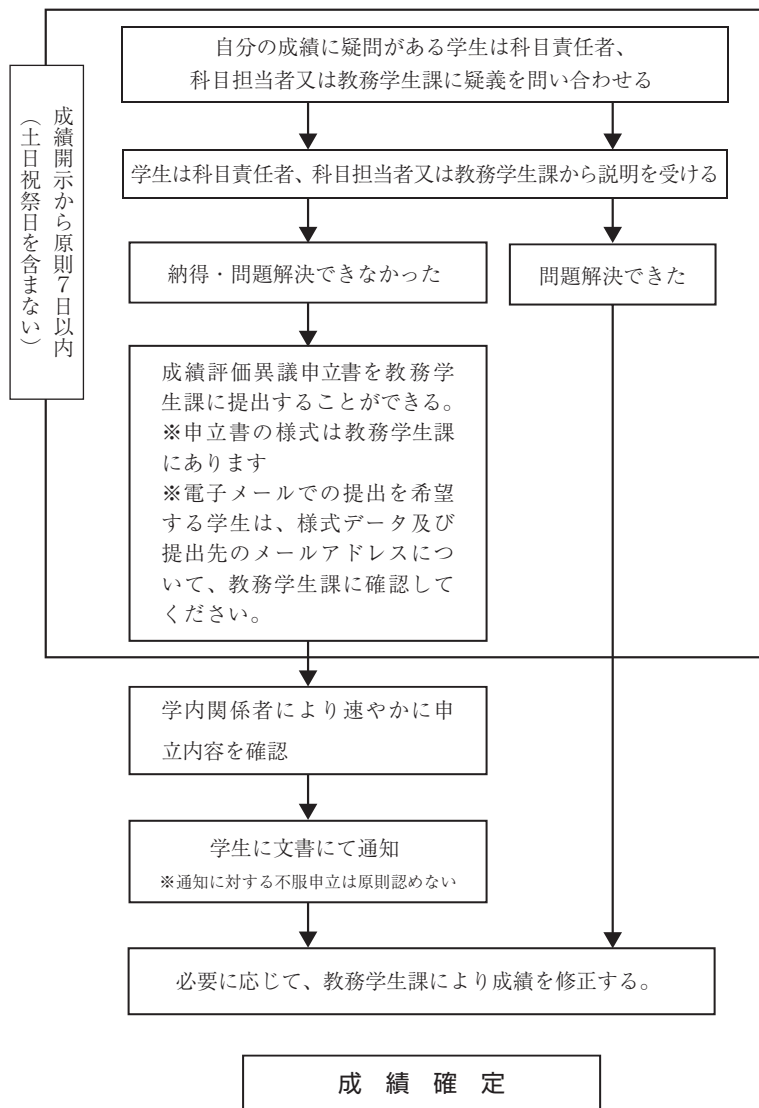 自分の成績に疑問がある学生は科目責任者、
科目担当者又は教務学生課に疑義を問い合わせる
成績開示から原則7日以内
（土日祝祭日を含まない）
学生は科目責任者、科目担当者又は教務学生課から説明を受ける
納得・問題解決できなかった
問題解決できた
成績評価異議申立書を教務学
生課に提出することができる。
※申立書の様式は教務学生課
にあります
※電子メールでの提出を希望
する学生は、様式データ及び
提出先のメールアドレスにつ
いて、教務学生課に確認して
ください。
学内関係者により速やかに申
立内容を確認
学生に文書にて通知
※通知に対する不服申立は原則認めない
必要に応じて、教務学生課により成績を修正する。
成績確定